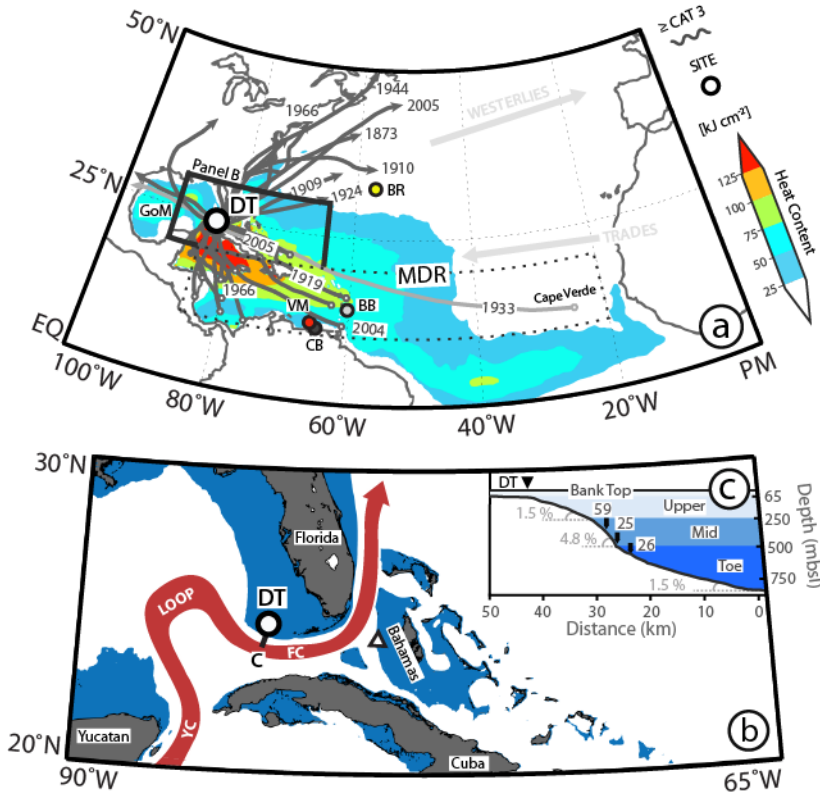 50˚N
25˚N
EQ
100˚W
80˚W
60˚W
40˚W
20˚W
PM
≥ CAT 3
SITE
[kJ cm⁻²]
125
100
75
50
25
Heat Content
1944
1966
2005
1873
1910
1909
1924
WESTERLIES
Panel B
BR
GoM
DT
2005
TRADES
MDR
1919
1966
VM
BB
1933
Cape Verde
2004
CB
a
30˚N
20˚N
90˚W
65˚W
Florida
DT
LOOP
C
FC
Bahamas
YC
Yucatan
Cuba
b
DT
c
Bank Top
65
Upper
59
1.5 %
250
25
Mid
4.8 %
26
500
Toe
1.5 %
750
Depth (mbsl)
50 40 30 20 10 0
Distance (km)